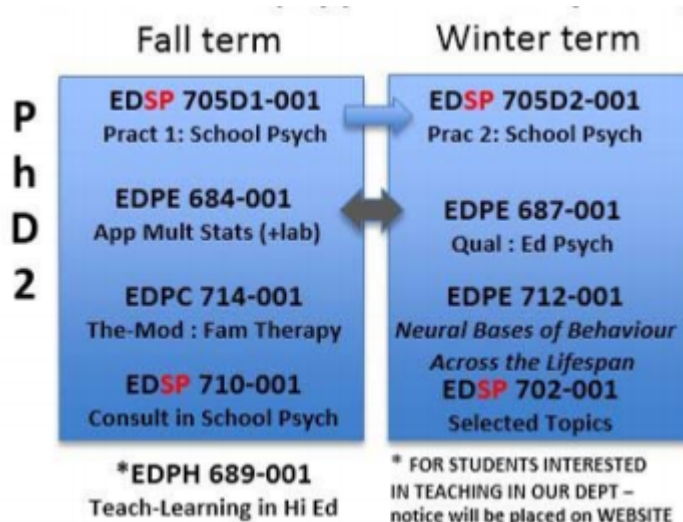 Fall term
Winter term
PhD2
EDSP 705D1-001
Pract 1: School Psych
EDPE 684-001
App Mult Stats (+lab)
EDPC 714-001
The-Mod : Fam Therapy
EDSP 710-001
Consult in School Psych
*EDPH 689-001
Teach-Learning in Hi Ed
EDSP 705D2-001
Prac 2: School Psych
EDPE 687-001
Qual : Ed Psych
EDPE 712-001
Neural Bases of Behaviour
Across the Lifespan
EDSP 702-001
Selected Topics
* FOR STUDENTS INTERESTED
IN TEACHING IN OUR DEPT –
notice will be placed on WEBSITE